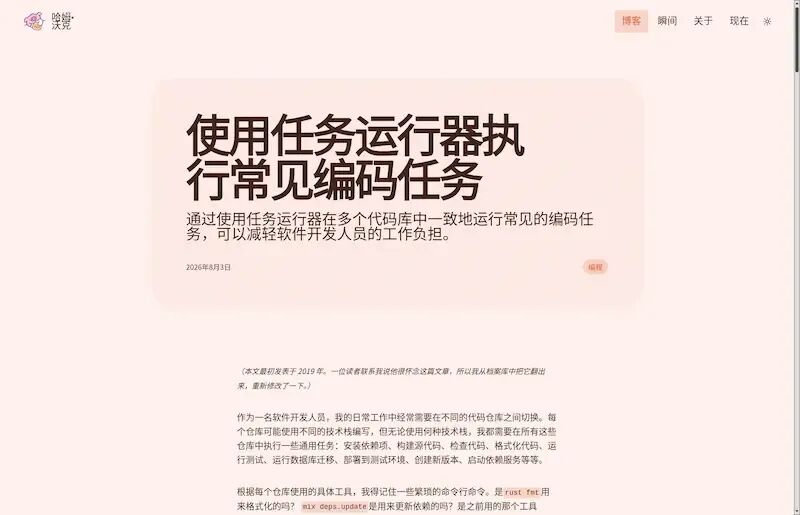 哈姆·
沃克
博客
瞬间
关于
现在
使用任务运行器执
行常见编码任务
通过使用任务运行器在多个代码库中一致地运行常见的编码任
务，可以减轻软件开发人员的工作负担。
2026年8月3日
编程
（本文最初发表于 2019 年。一位读者联系我说他很怀念这篇文章，所以我从档案库中把它翻出
来，重新修改了一下。）
作为一名软件开发人员，我的日常工作中经常需要在不同的代码仓库之间切换。每
个仓库可能使用不同的技术栈编写，但无论使用何种技术栈，我都需要在所有这些
仓库中执行一些通用任务：安装依赖项、构建源代码、检查代码、格式化代码、运
行测试、运行数据库迁移、部署到测试环境、创建新版本、启动依赖服务等等。
根据每个仓库使用的具体工具，我得记住一些繁琐的命令行命令。是 rust fmt 用
来格式化的吗？ mix deps.update 是用来更新依赖的吗？是之前用的那个工具